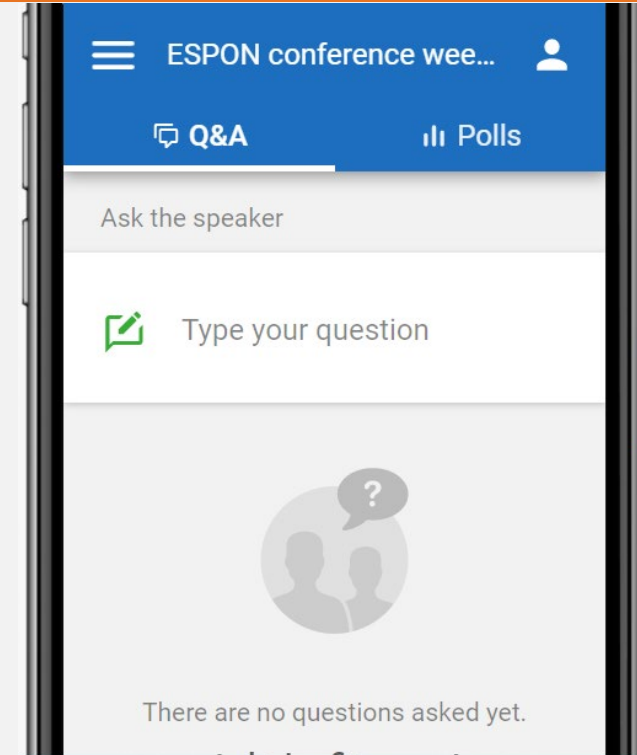 ESPON conference wee...
Q&A
Polls
Ask the speaker
Type your question
?
There are no questions asked yet.